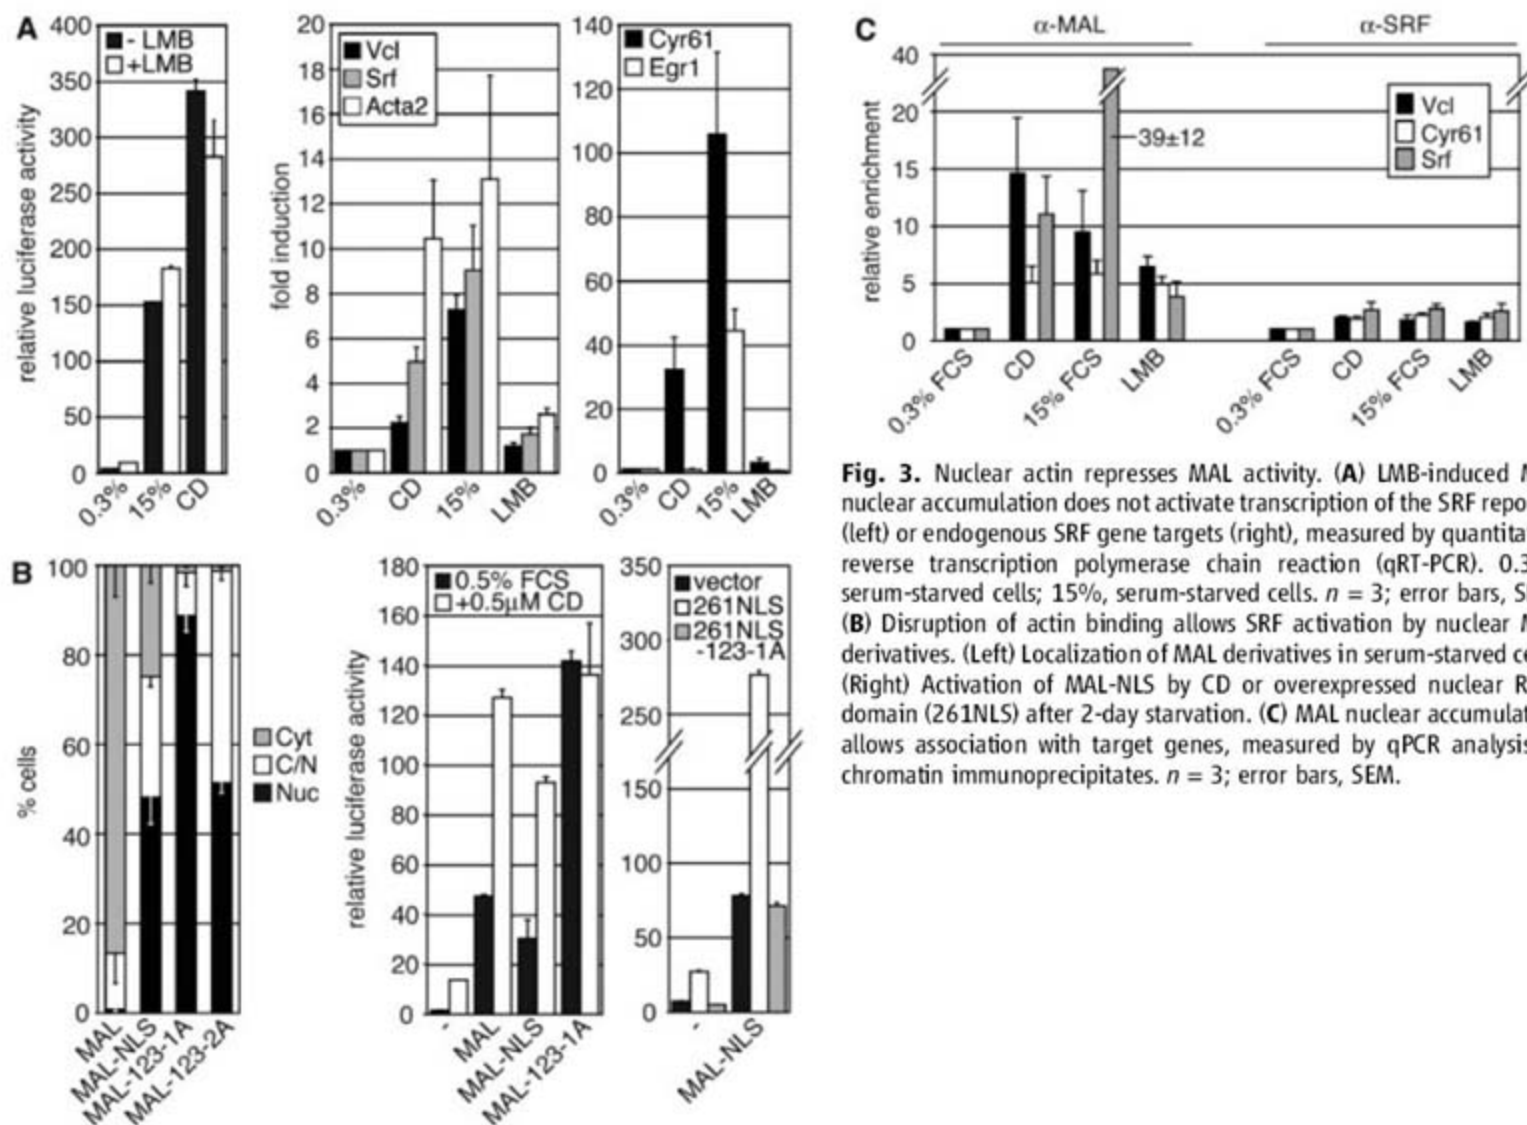 A
400
350
300
250
200
150
100
50
0
relative luciferase activity
- LMB
+LMB
0.3%
15%
CD
20
18
16
14
12
10
8
6
4
2
0
fold induction
Vcl
Srf
Acta2
0.3%
CD
15%
LMB
140
120
100
80
60
40
20
0
Cyr61
Egr1
0.3%
CD
15%
LMB
B
100
80
60
40
20
0
% cells
Cyt
C/N
Nuc
MAL
MAL-NLS
MAL-123-1A
MAL-123-2A
180
160
140
120
100
80
60
40
20
0
relative luciferase activity
0.5% FCS
+0.5µM CD
-
MAL
MAL-NLS
MAL-123-1A
350
300
250
150
100
50
0
vector
261NLS
261NLS
-123-1A
-
MAL-NLS
C
α-MAL
α-SRF
40
20
15
10
5
0
relative enrichment
39±12
Vcl
Cyr61
Srf
0.3% FCS
CD
15% FCS
LMB
0.3% FCS
CD
15% FCS
LMB
Fig. 3. Nuclear actin represses MAL activity. (A) LMB-induced
nuclear accumulation does not activate transcription of the SRF repo
(left) or endogenous SRF gene targets (right), measured by quantita
reverse transcription polymerase chain reaction (qRT-PCR). 0.3
serum-starved cells; 15%, serum-starved cells. n = 3; error bars, S
(B) Disruption of actin binding allows SRF activation by nuclear
derivatives. (Left) Localization of MAL derivatives in serum-starved ce
(Right) Activation of MAL-NLS by CD or overexpressed nuclear R
domain (261NLS) after 2-day starvation. (C) MAL nuclear accumulat
allows association with target genes, measured by qPCR analysis
chromatin immunoprecipitates. n = 3; error bars, SEM.